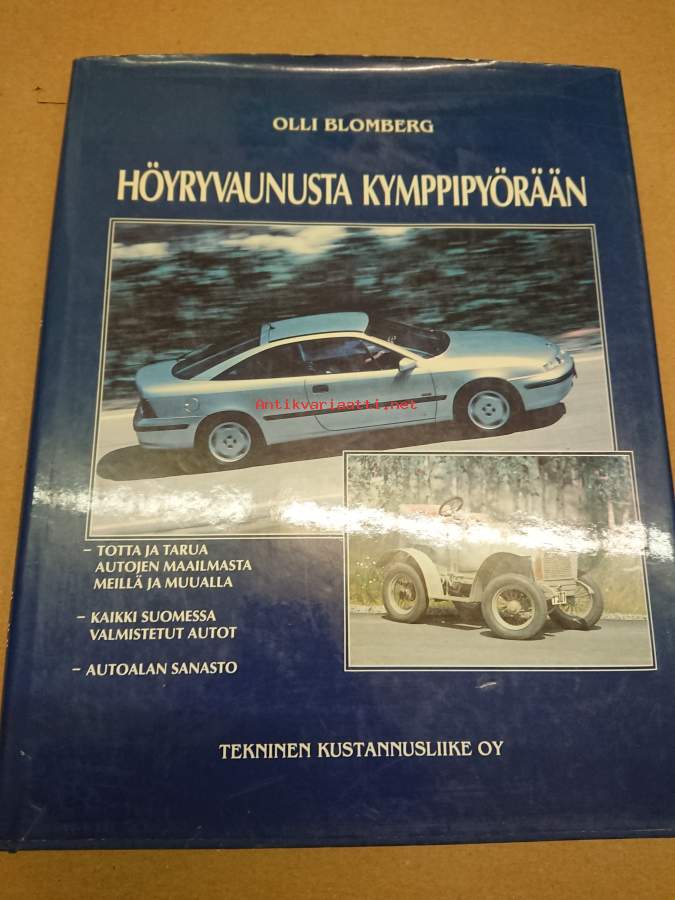 OLLI BLOMBERG
HÖYRYVAUNUSTA KYMPPIPYÖRÄÄN
Antikvariaatti.net
– TOTTA JA TARUA
AUTOJEN MAAILMASTA
MEILLÄ JA MUUALLA
– KAIKKI SUOMESSA
VALMISTETUT AUTOT
– AUTOALAN SANASTO
TEKNINEN KUSTANNUSLIIKE OY